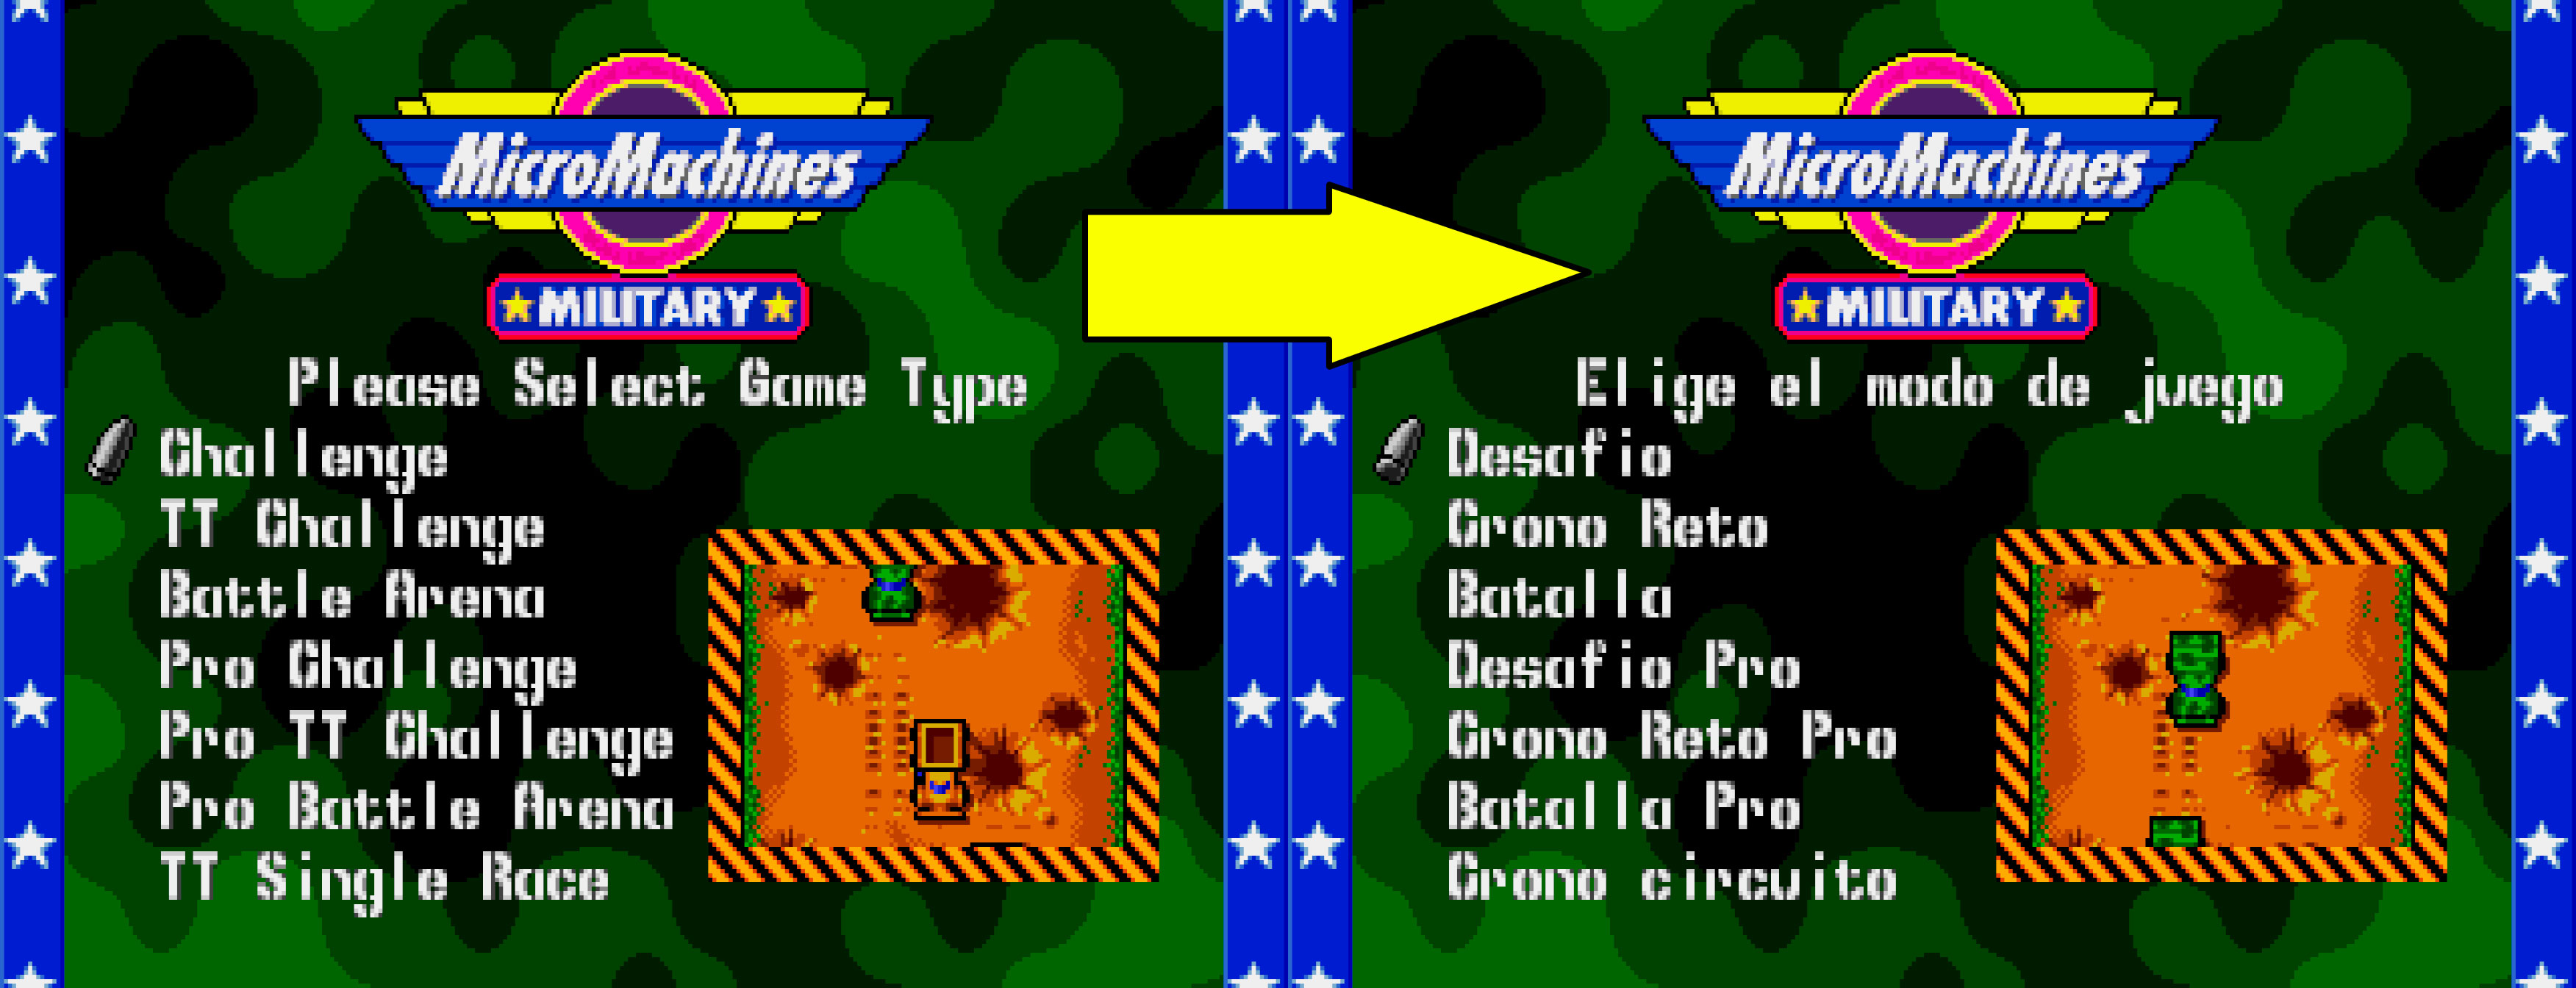 MicroMachines
MILITARY
Please Select Game Type
Challenge
TT Challenge
Battle Arena
Pro Challenge
Pro TT Challenge
Pro Battle Arena
TT Single Race
MicroMachines
MILITARY
Elige el modo de juego
Desafio
Crono Reto
Batalla
Desafio Pro
Crono Reto Pro
Batalla Pro
Crono circuito